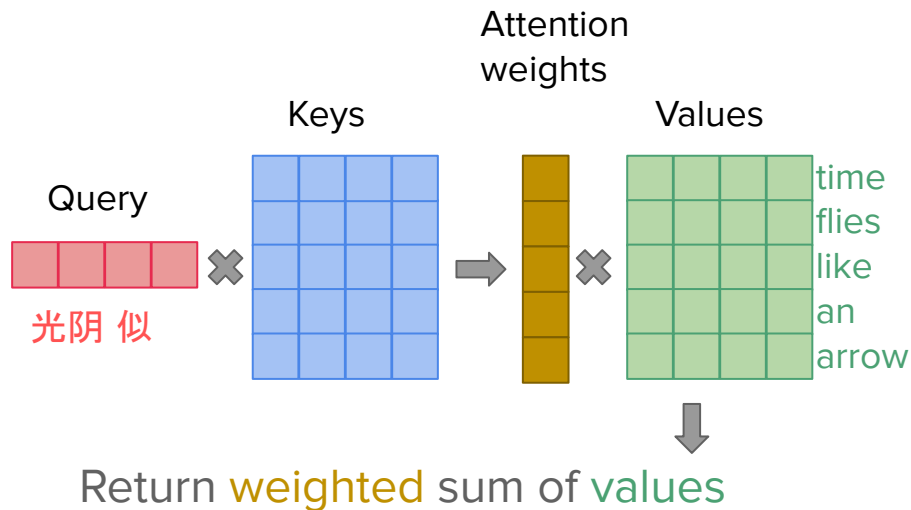 Attention
weights
Keys
Values
Query
time
flies
like
an
arrow
光阴 似
Return weighted sum of values